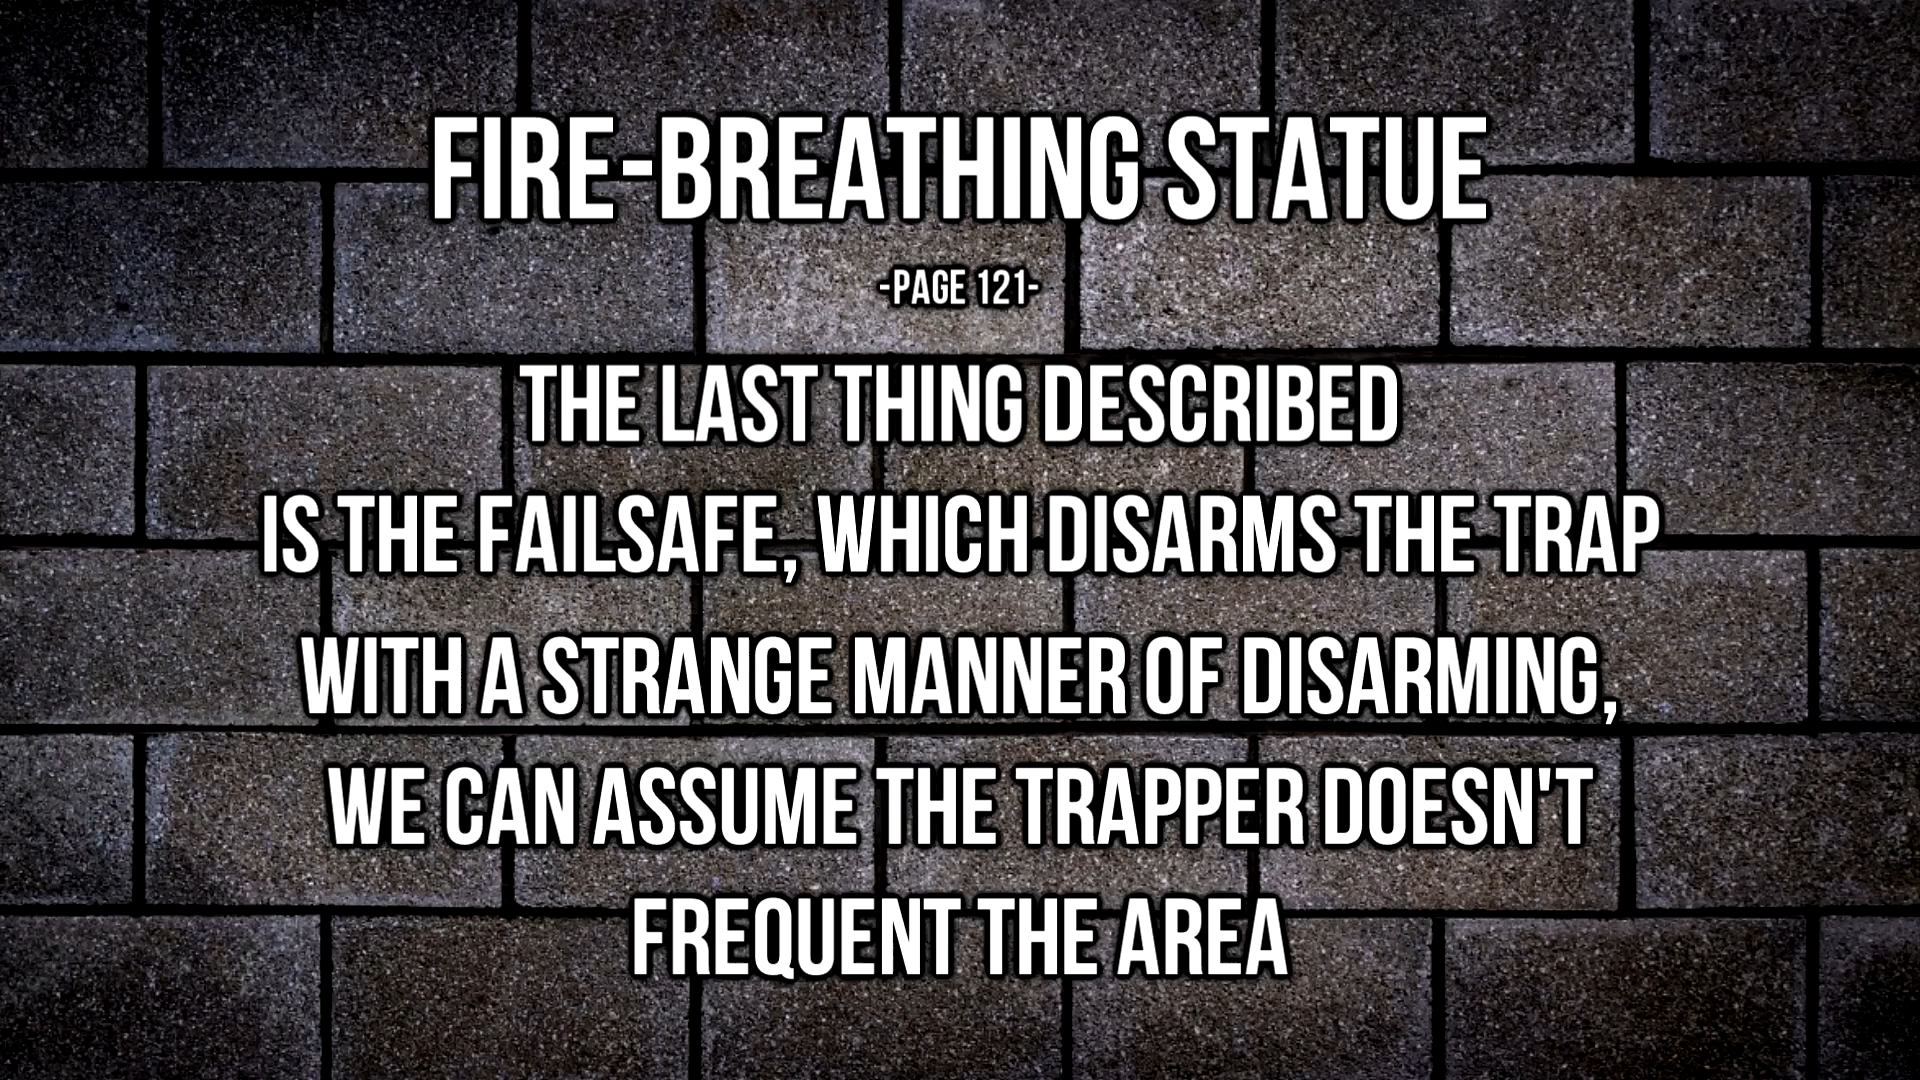 FIRE-BREATHING STATUE
-PAGE 121-
THE LAST THING DESCRIBED
IS THE FAILSAFE, WHICH DISARMS THE TRAP
WITH A STRANGE MANNER OF DISARMING,
WE CAN ASSUME THE TRAPPER DOESN'T
FREQUENT THE AREA